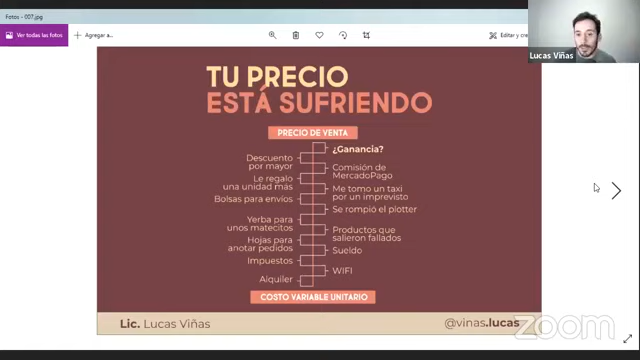 Fotos - 007.jpg
Ver todas las fotos
Agregar a...
Editar y cre
Lucas Viñas
TU PRECIO
ESTÁ SUFRIENDO
PRECIO DE VENTA
¿Ganancia?
Descuento
por mayor
Comisión de
MercadoPago
Le regalo
una unidad más
Me tomo un taxi
por un imprevisto
Bolsas para envíos
Se rompió el plotter
Yerba para
unos matecitos
Productos que
salieron fallados
Hojas para
anotar pedidos
Sueldo
Impuestos
WIFI
Alquiler
COSTO VARIABLE UNITARIO
Lic. Lucas Viñas
@vinas.lucas
zoom